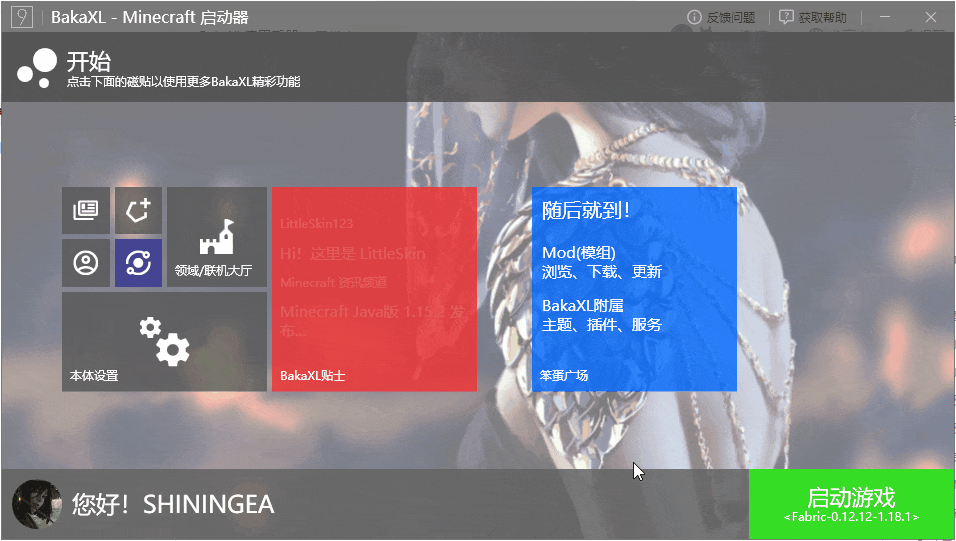 BakaXL - Minecraft 启动器
反馈问题
获取帮助
开始
点击下面的磁贴以使用更多BakaXL精彩功能
领域/联机大厅
本体设置
LittleSkin123
Hi！这里是 LittleSkin
Minecraft 资讯频道
Minecraft Java版 1.15.2 发
布...
BakaXL贴士
随后就到！
Mod(模组)
浏览、下载、更新
BakaXL附属
主题、插件、服务
笨蛋广场
您好！SHININGEA
启动游戏
<Fabric-0.12.12-1.18.1>